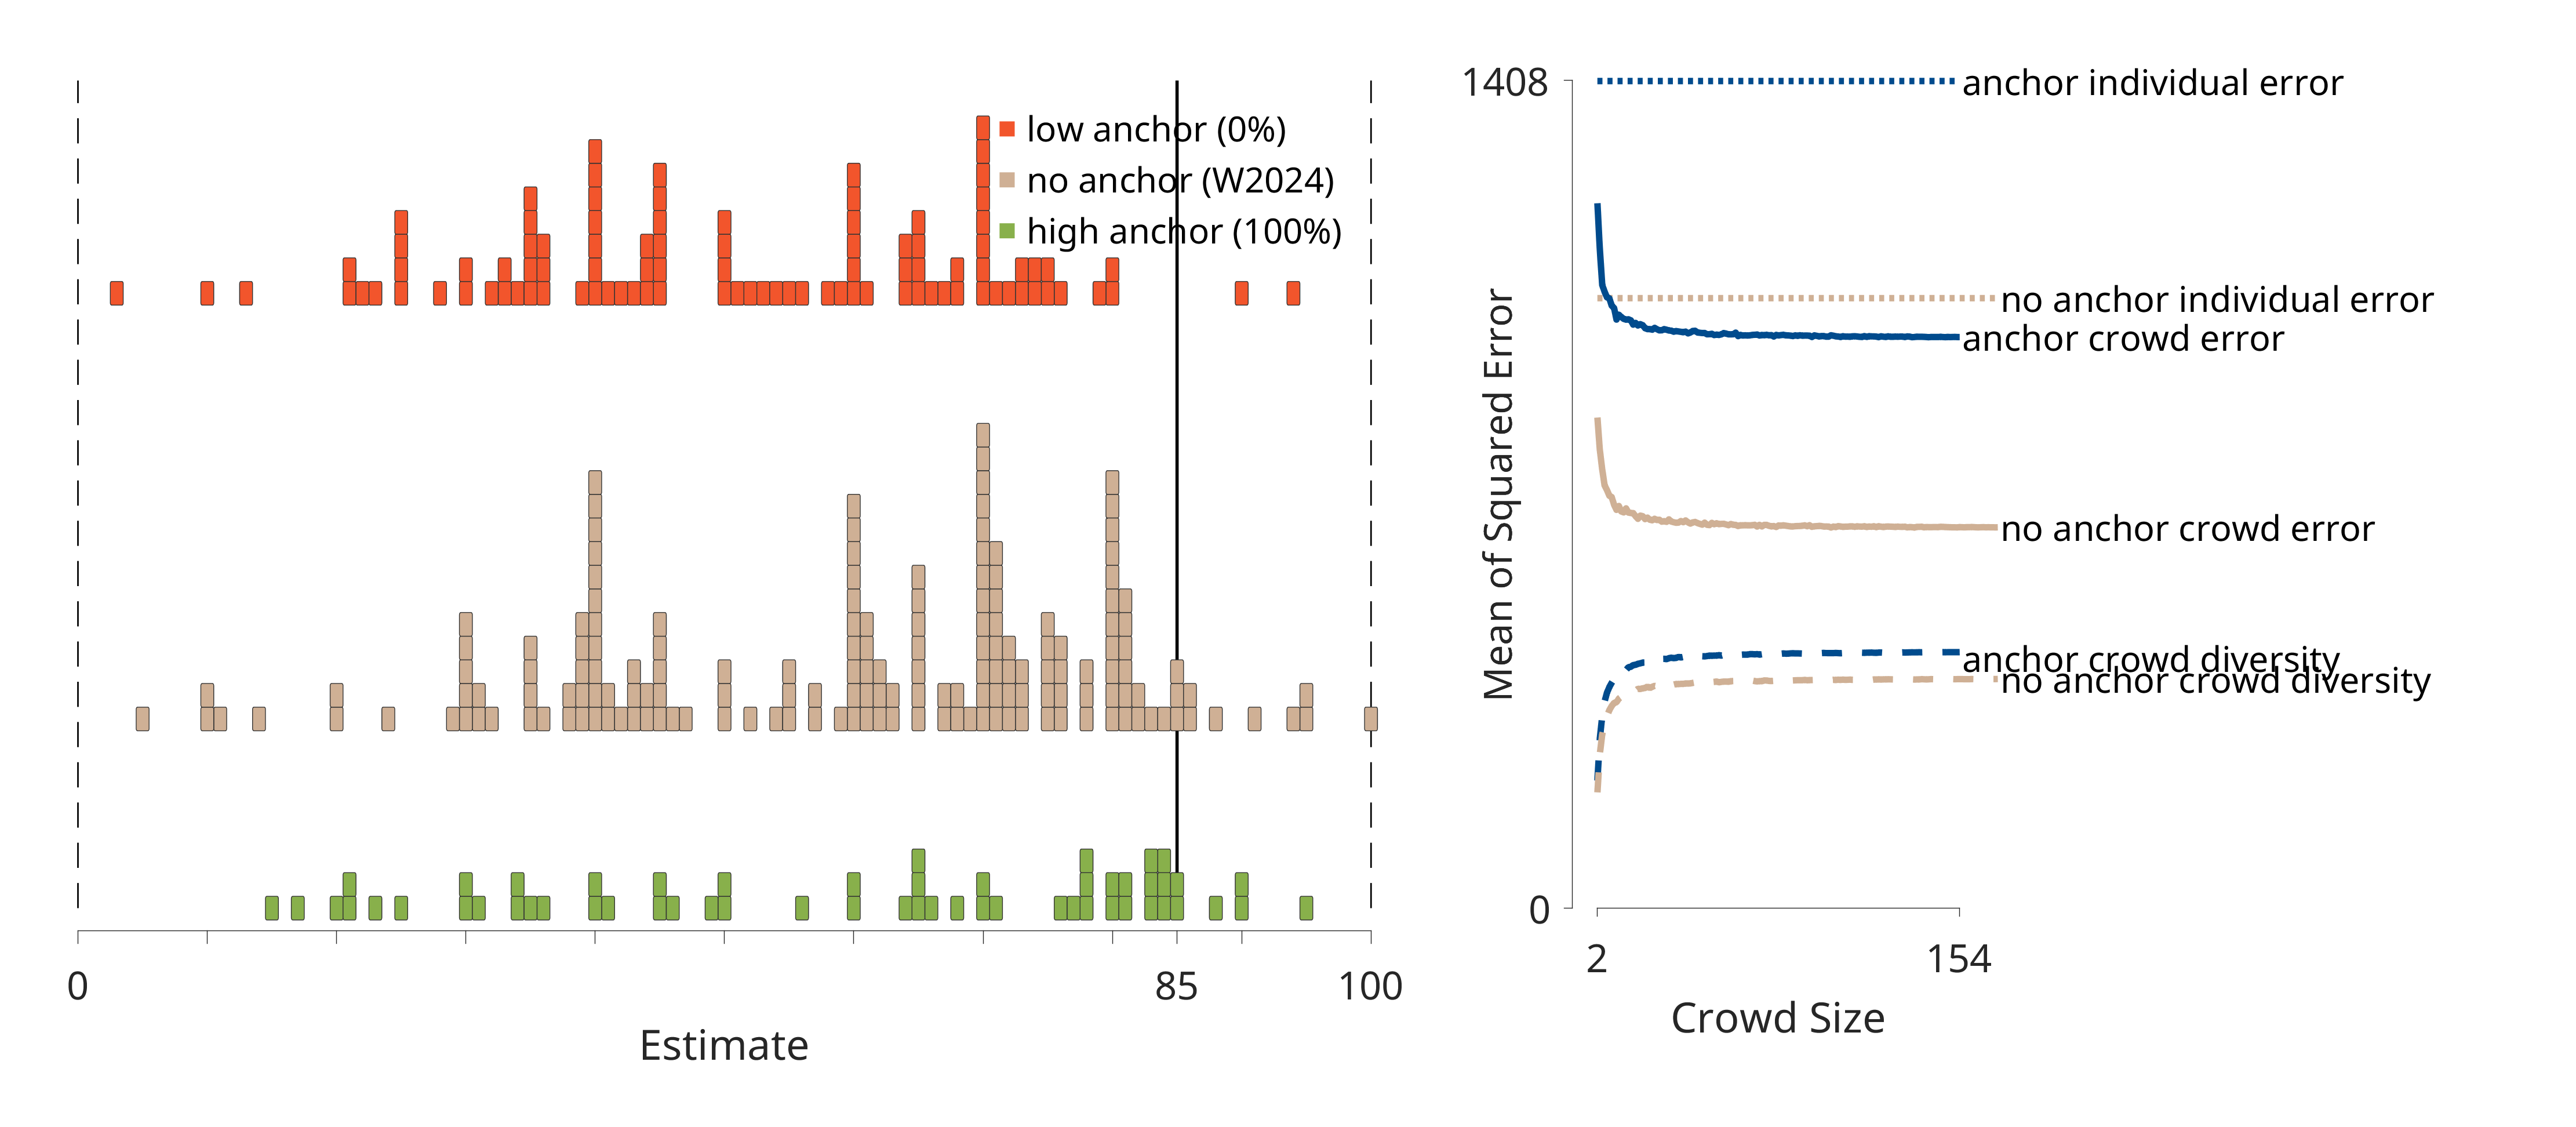 low anchor (0%)
no anchor (W2024)
high anchor (100%)
0
85
100
Estimate
1408
0
Mean of Squared Error
2
154
Crowd Size
anchor individual error
no anchor individual error
anchor crowd error
no anchor crowd error
anchor crowd diversity
no anchor crowd diversity